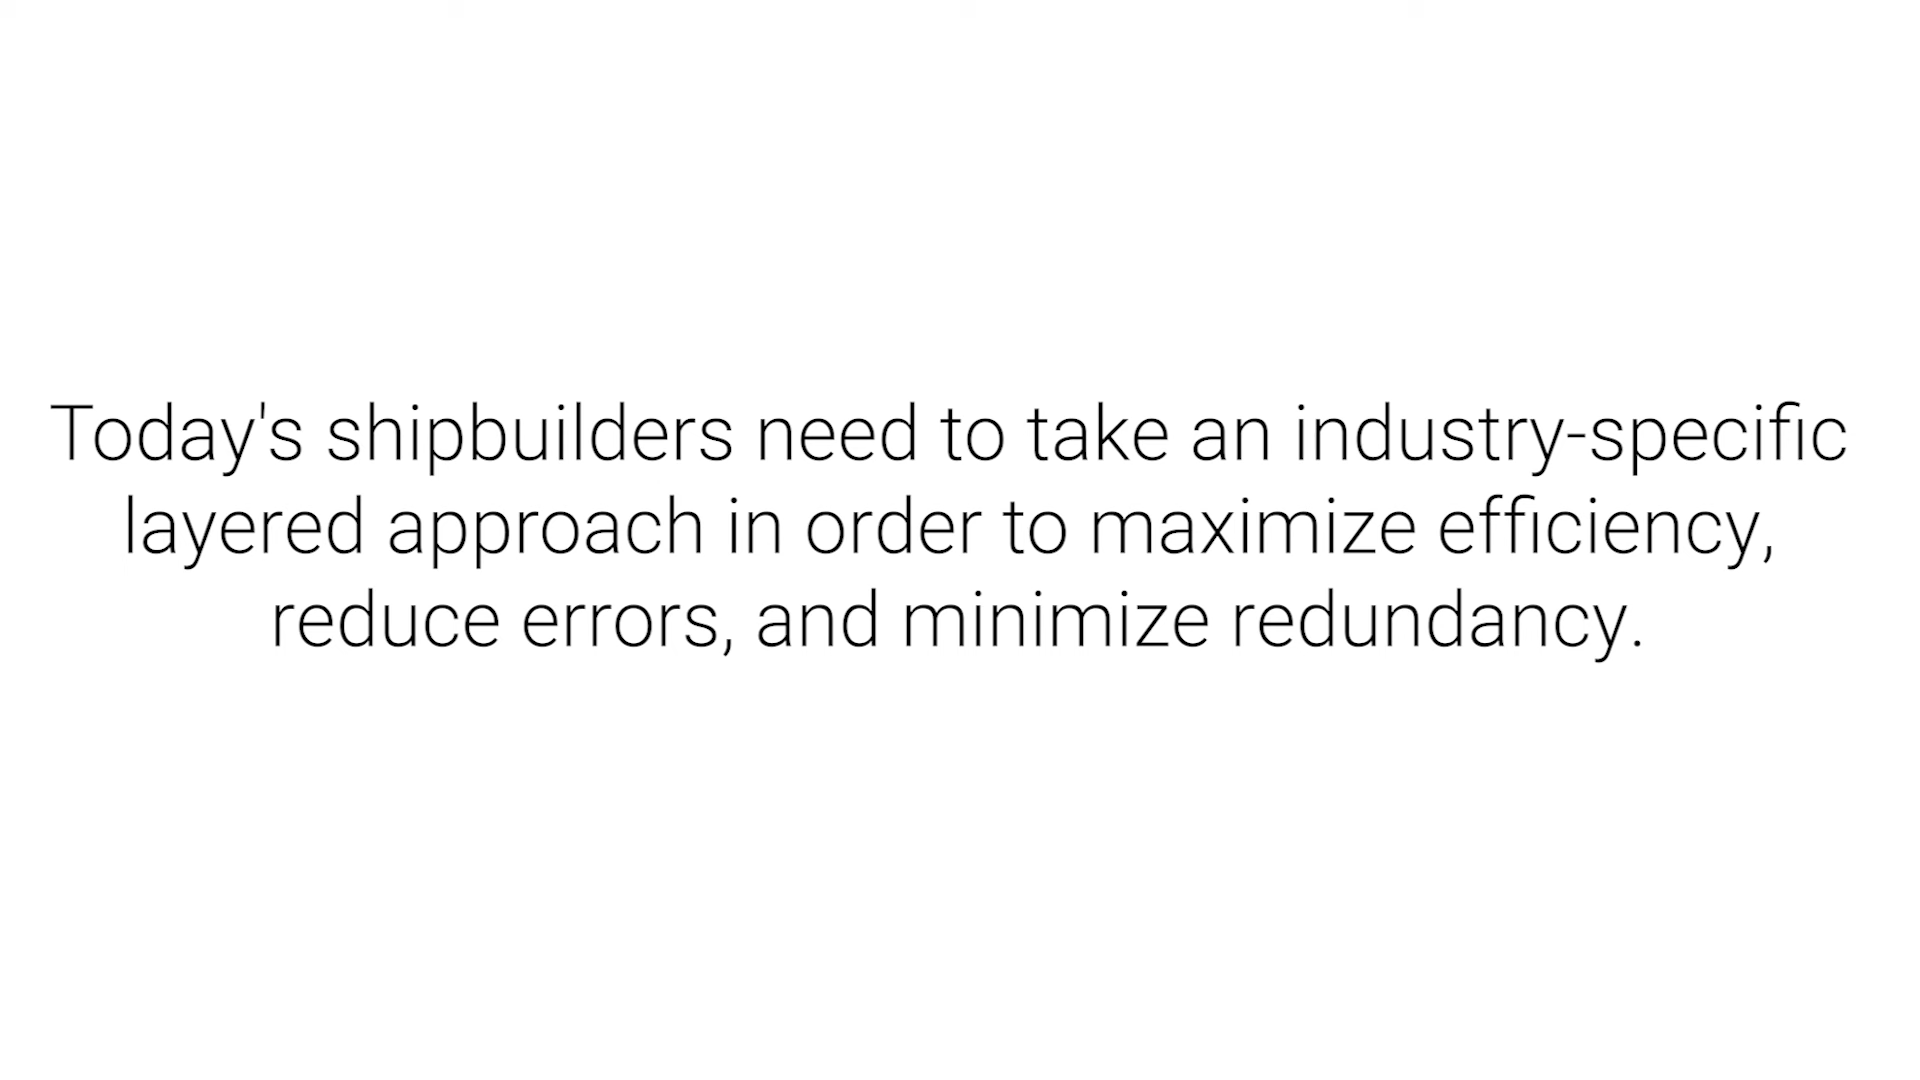 Today's shipbuilders need to take an industry-specific
layered approach in order to maximize efficiency,
reduce errors, and minimize redundancy.